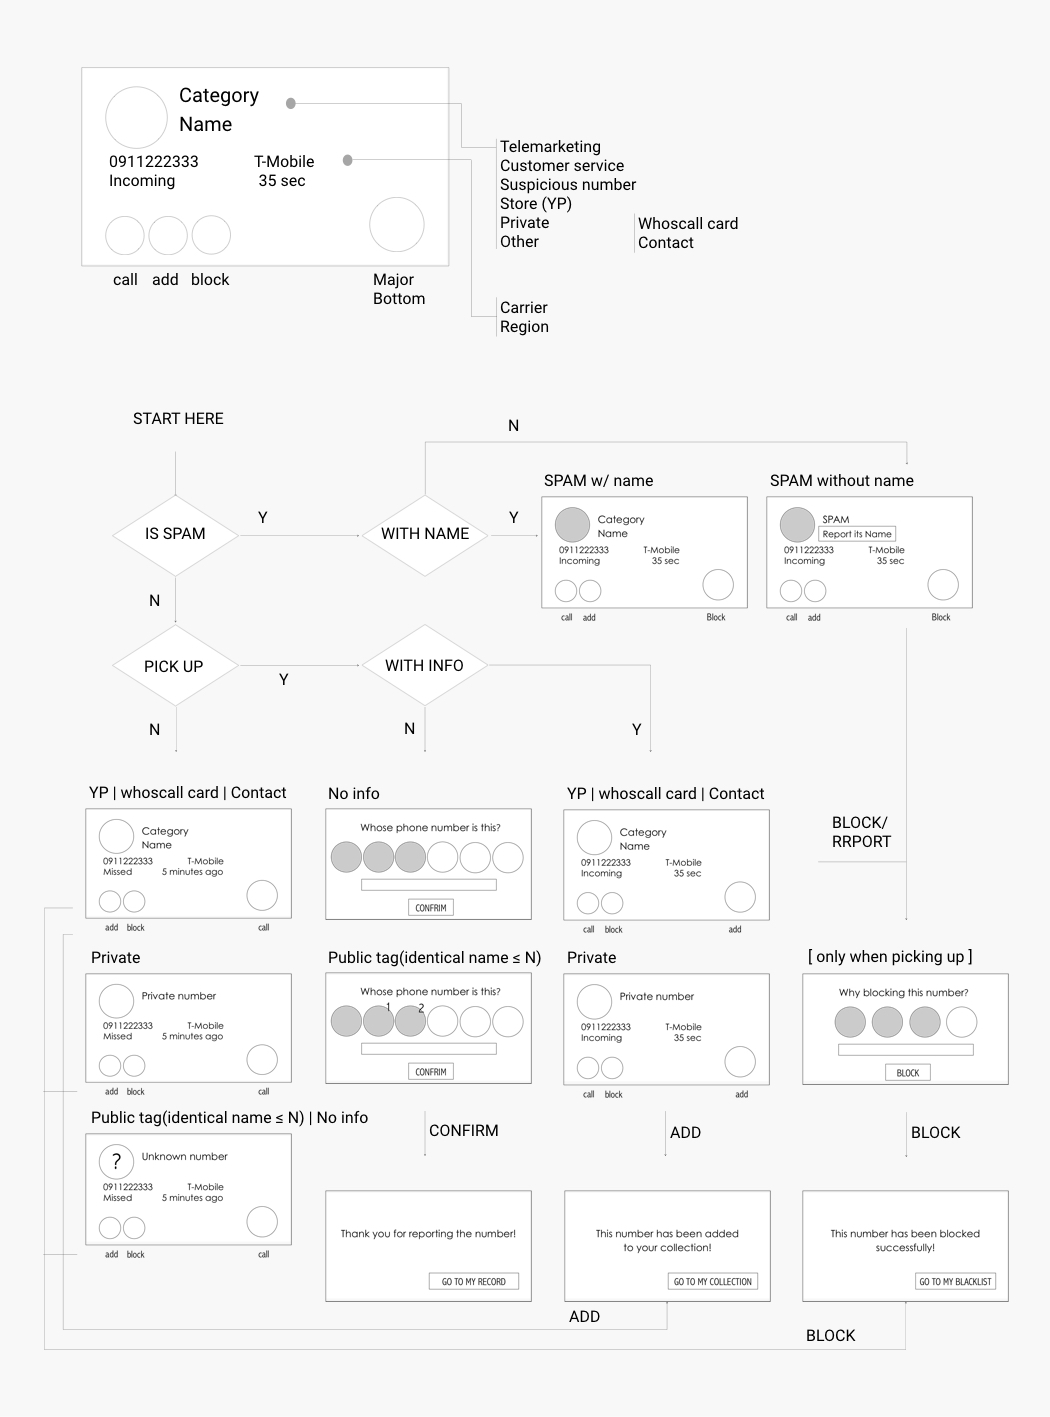 Category
Name
0911222333 T-Mobile
Incoming 35 sec
call add block
Major
Bottom
Telemarketing
Customer service
Suspicious number
Store (YP)
Private
Other
Whoscall card
Contact
Carrier
Region
START HERE
N
IS SPAM
Y
WITH NAME
Y
SPAM w/ name
Category
Name
0911222333 T-Mobile
Incoming 35 sec
call add Block
SPAM without name
SPAM
Report its Name
0911222333 T-Mobile
Incoming 35 sec
call add Block
N
PICK UP
Y
WITH INFO
N
N
Y
YP | whoscall card | Contact
Category
Name
0911222333 T-Mobile
Missed 5 minutes ago
add block call
No info
Whose phone number is this?
CONFRIM
YP | whoscall card | Contact
Category
Name
0911222333 T-Mobile
Incoming 35 sec
call block add
BLOCK/
RRPORT
Private
Private number
0911222333 T-Mobile
Missed 5 minutes ago
add block call
Public tag(identical name ≤ N)
Whose phone number is this?
1 2
CONFRIM
Private
Private number
0911222333 T-Mobile
Incoming 35 sec
call block add
[ only when picking up ]
Why blocking this number?
BLOCK
Public tag(identical name ≤ N) | No info
?
Unknown number
0911222333 T-Mobile
Missed 5 minutes ago
add block call
CONFIRM
ADD
BLOCK
Thank you for reporting the number!
GO TO MY RECORD
This number has been added
to your collection!
GO TO MY COLLECTION
This number has been blocked
successfully!
GO TO MY BLACKLIST
ADD
BLOCK